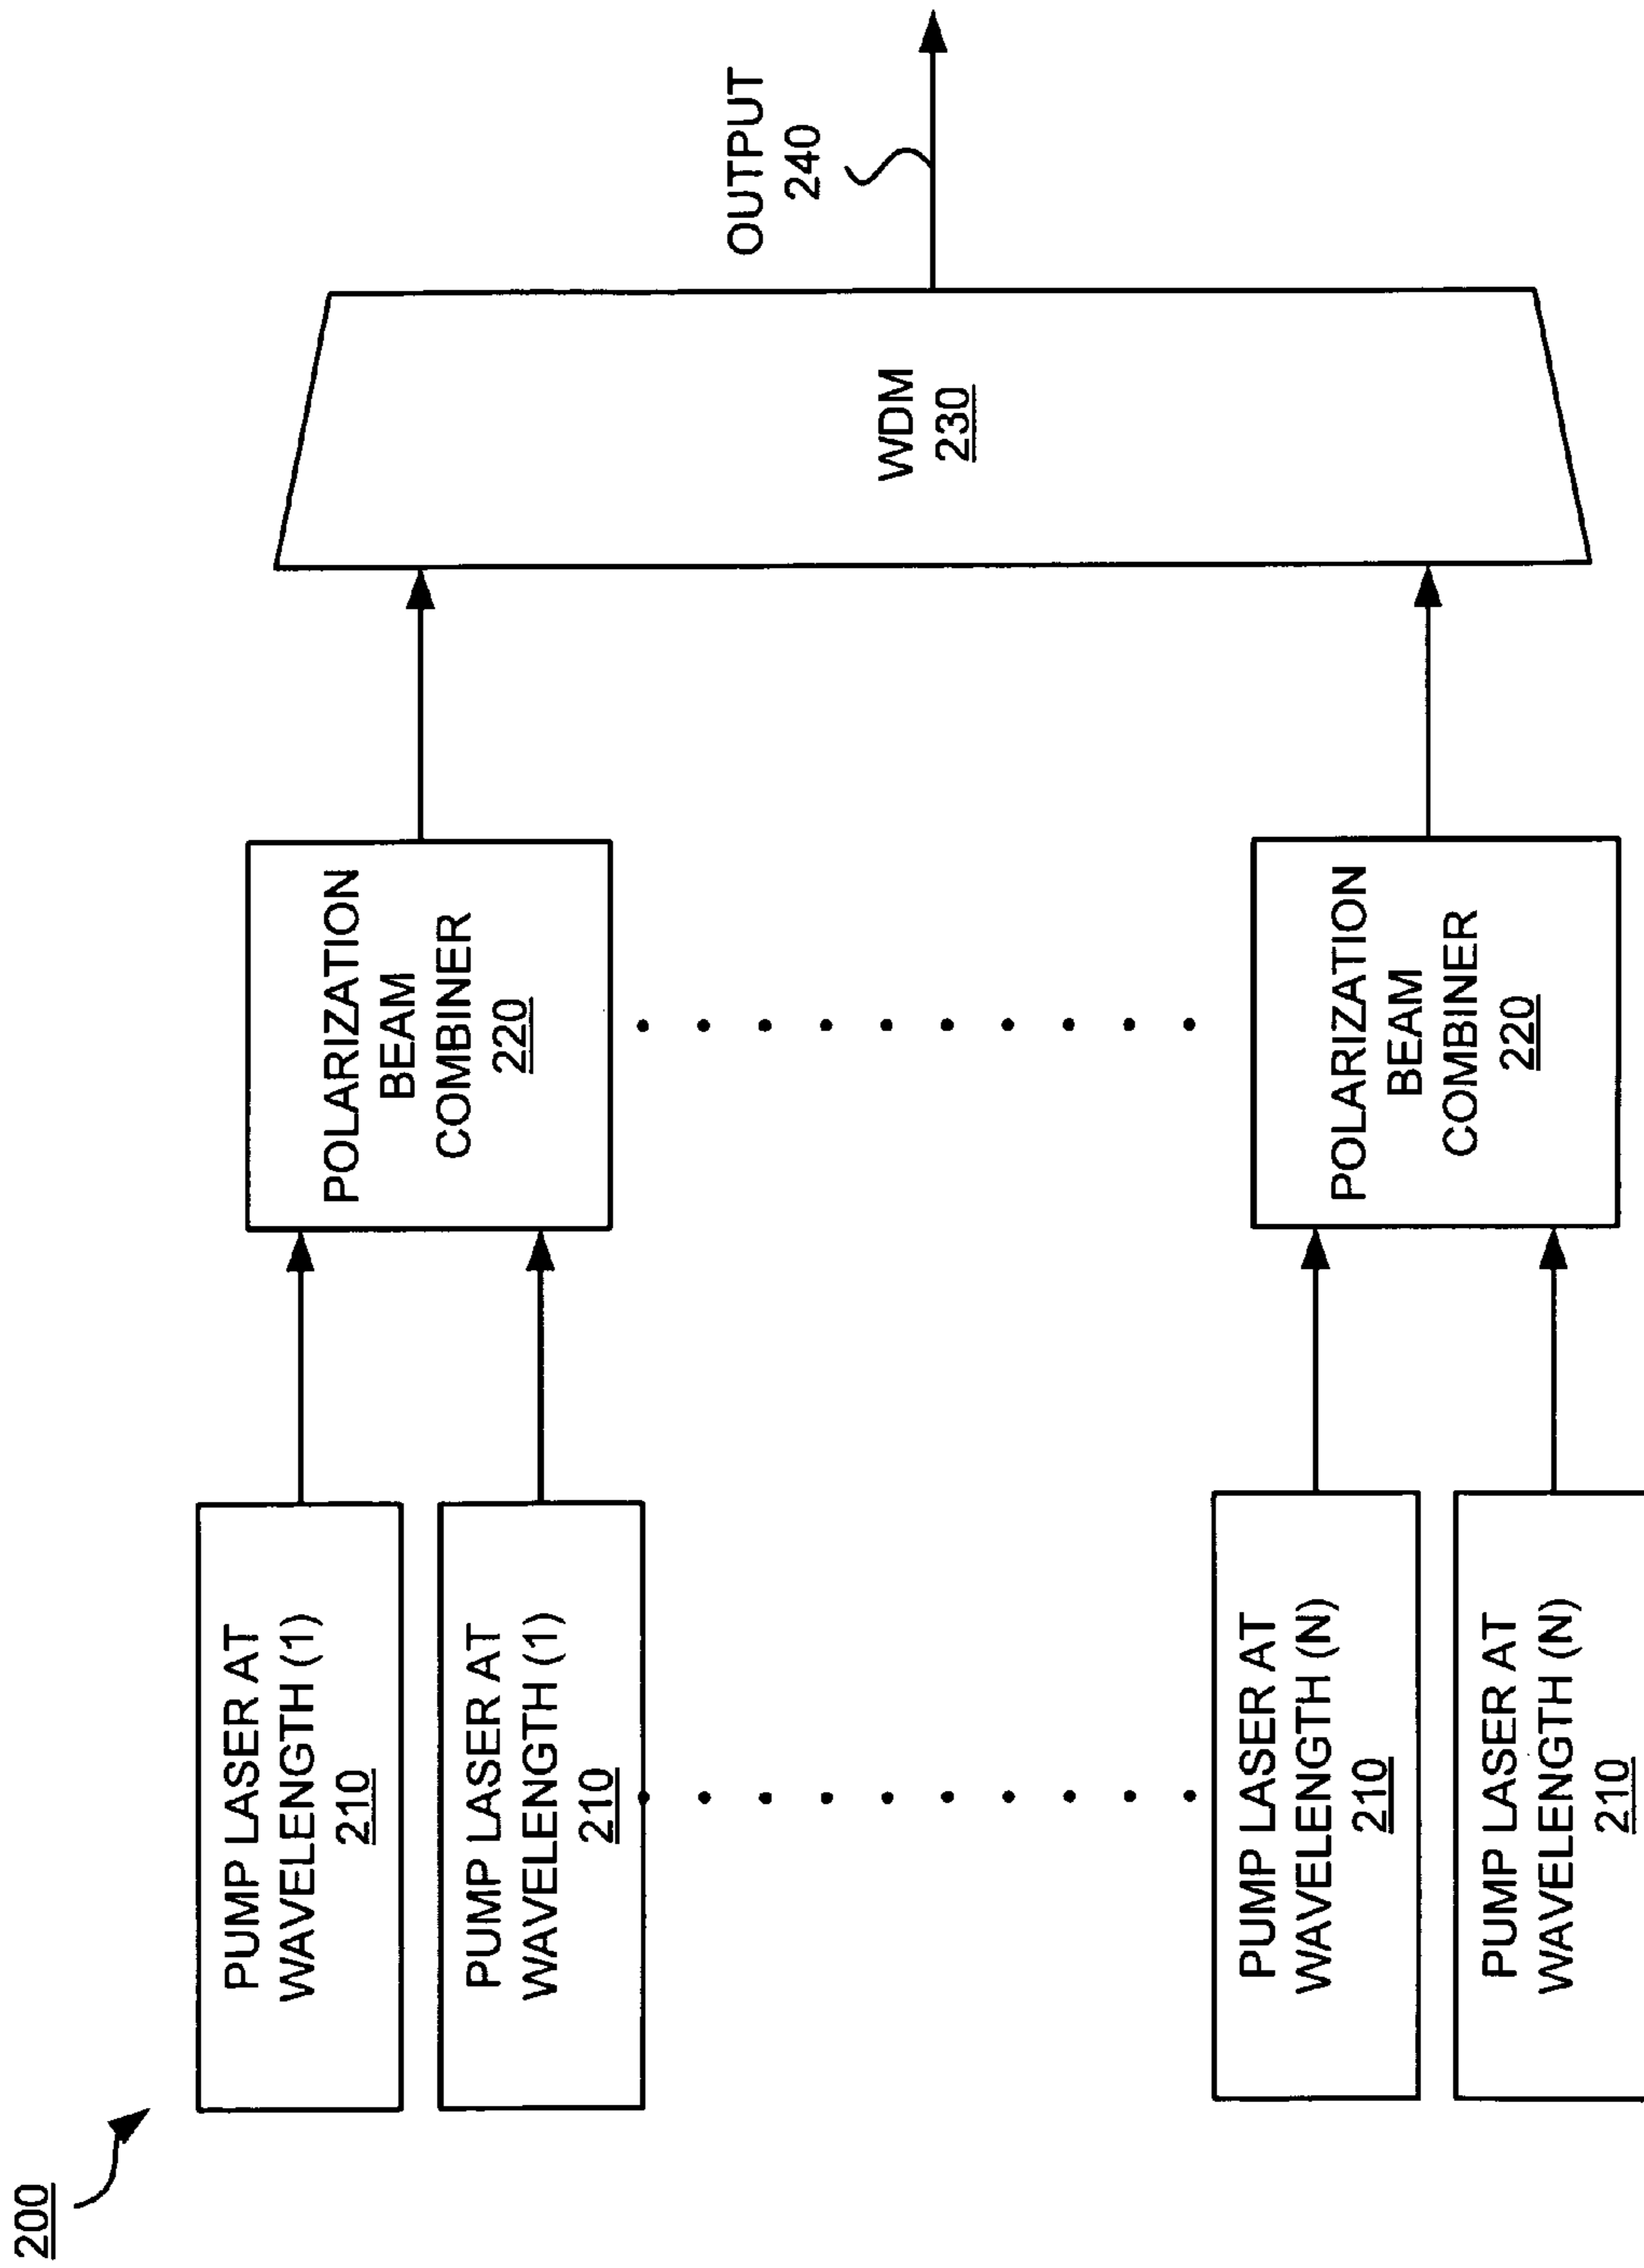 200
PUMP LASER AT
WAVELENGTH (1)
210
PUMP LASER AT
WAVELENGTH (1)
210
PUMP LASER AT
WAVELENGTH (N)
210
PUMP LASER AT
WAVELENGTH (N)
210
POLARIZATION
BEAM
COMBINER
220
POLARIZATION
BEAM
COMBINER
220
WDM
230
OUTPUT
240